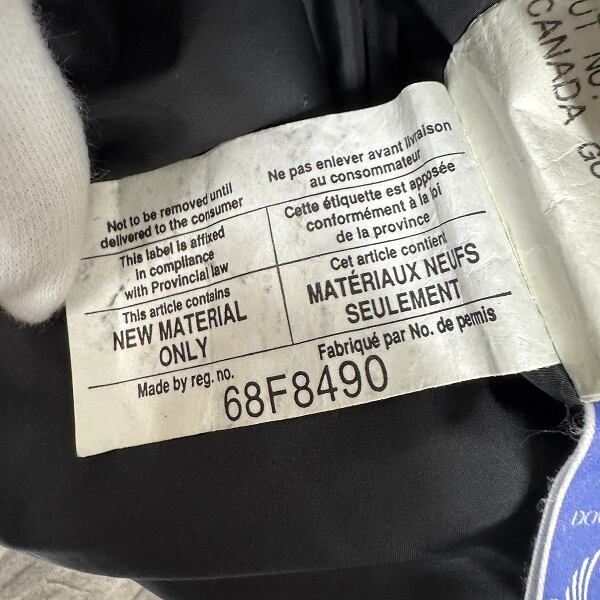 Not to be removed until
delivered to the consumer
Ne pas enlever avant livraison
au consommateur
This label is affixed
in compliance
with Provincial law
Cette étiquette est apposée
conformément à la loi
de la province
This article contains
NEW MATERIAL
ONLY
Cet article contient
MATÉRIAUX NEUFS
SEULEMENT
Made by reg. no.
Fabriqué par No. de permis
68F8490
CANADA